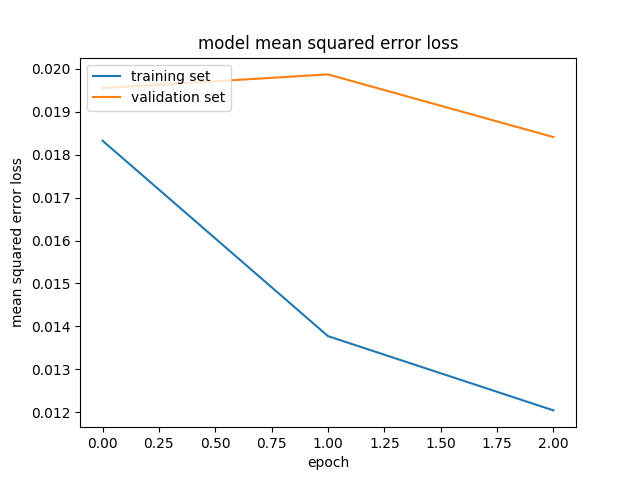 model mean squared error loss
training set
validation set
0.020
0.019
0.018
0.017
0.016
0.015
0.014
0.013
0.012
mean squared error loss
0.00 0.25 0.50 0.75 1.00 1.25 1.50 1.75 2.00
epoch